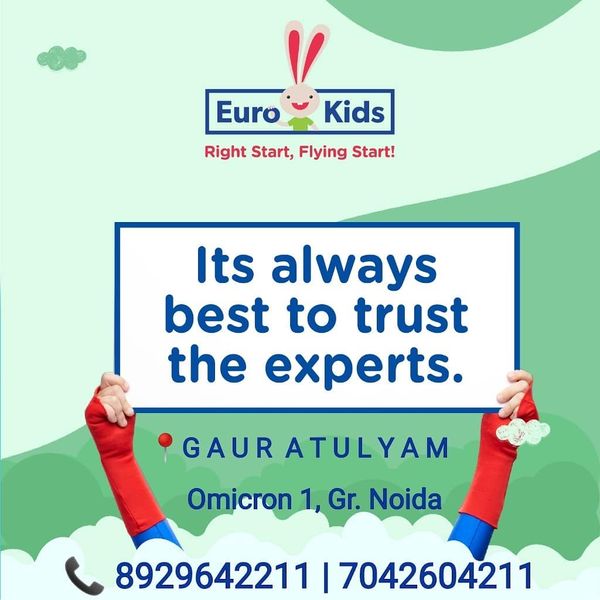 Euro Kids
Right Start, Flying Start!
Its always
best to trust
the experts.
GAUR ATULYAM
Omicron 1, Gr. Noida
8929642211 | 7042604211